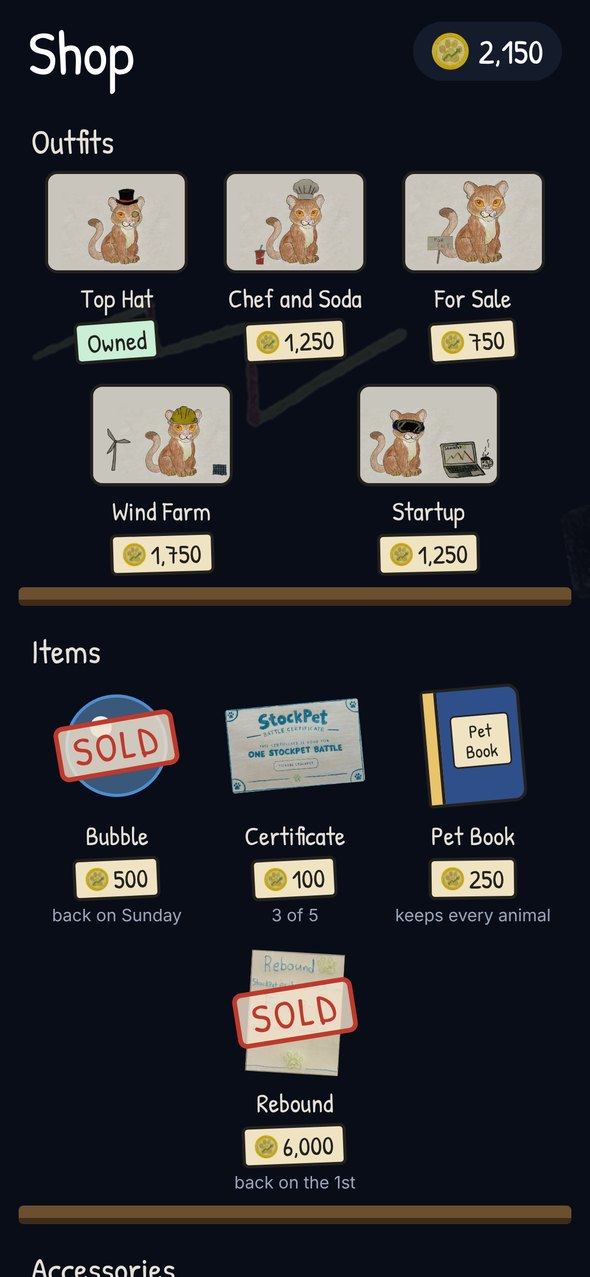 Shop
2,150
Outfits
Top Hat
Chef and Soda
For Sale
Owned
1,250
750
Wind Farm
Startup
1,750
1,250
Items
SOLD
StockPet
BATTLE CERTIFICATE
ONE STOCKPET BATTLE
Pet
Book
Bubble
Certificate
Pet Book
500
100
250
back on Sunday
3 of 5
keeps every animal
Rebound
SOLD
Rebound
6,000
back on the 1st
Accessories